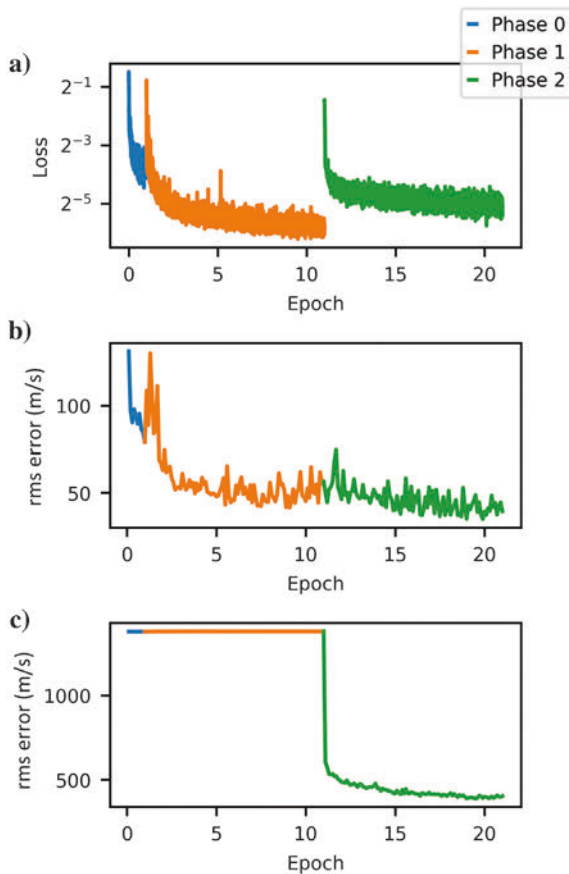 Phase 0
Phase 1
Phase 2
a)
2⁻¹
2⁻³
2⁻⁵
Loss
0 5 10 15 20
Epoch
b)
100
50
rms error (m/s)
0 5 10 15 20
Epoch
c)
1000
500
rms error (m/s)
0 5 10 15 20
Epoch